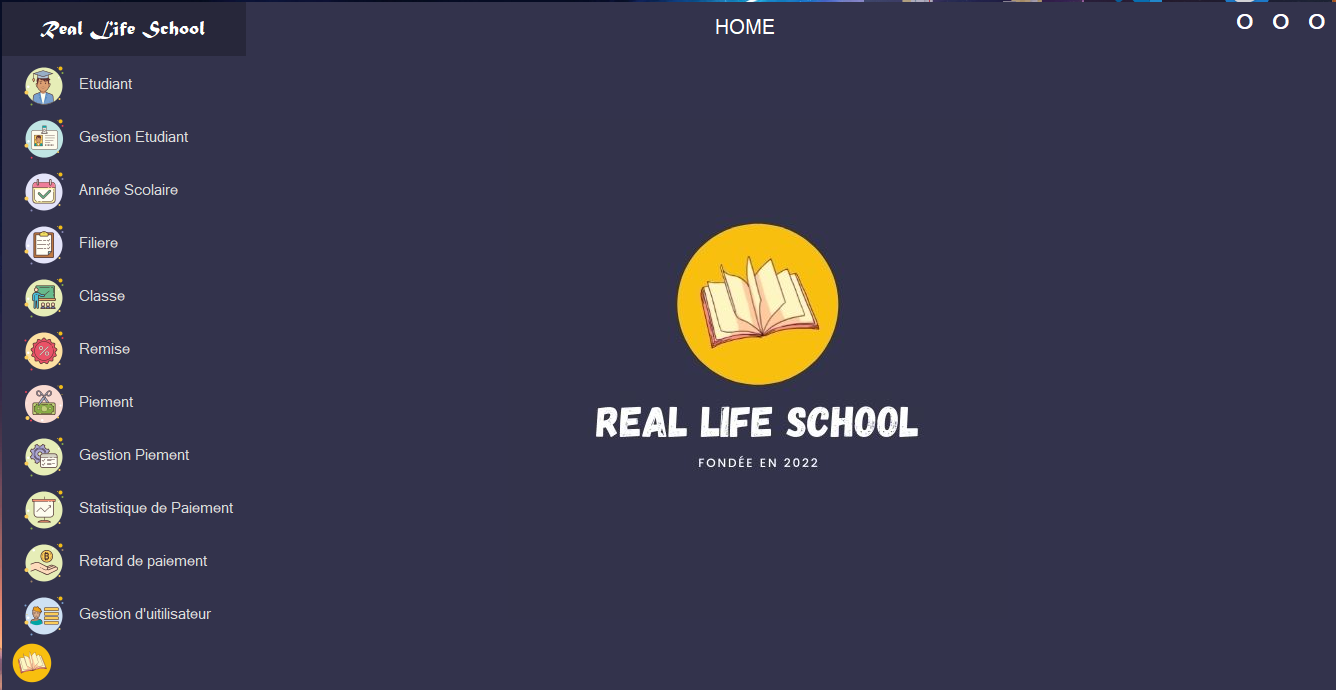 Real Life School
HOME
O O O
Etudiant
Gestion Etudiant
Année Scolaire
Filiere
Classe
Remise
Piement
Gestion Piement
Statistique de Paiement
Retard de paiement
Gestion d'uitilisateur
REAL LIFE SCHOOL
FONDÉE EN 2022